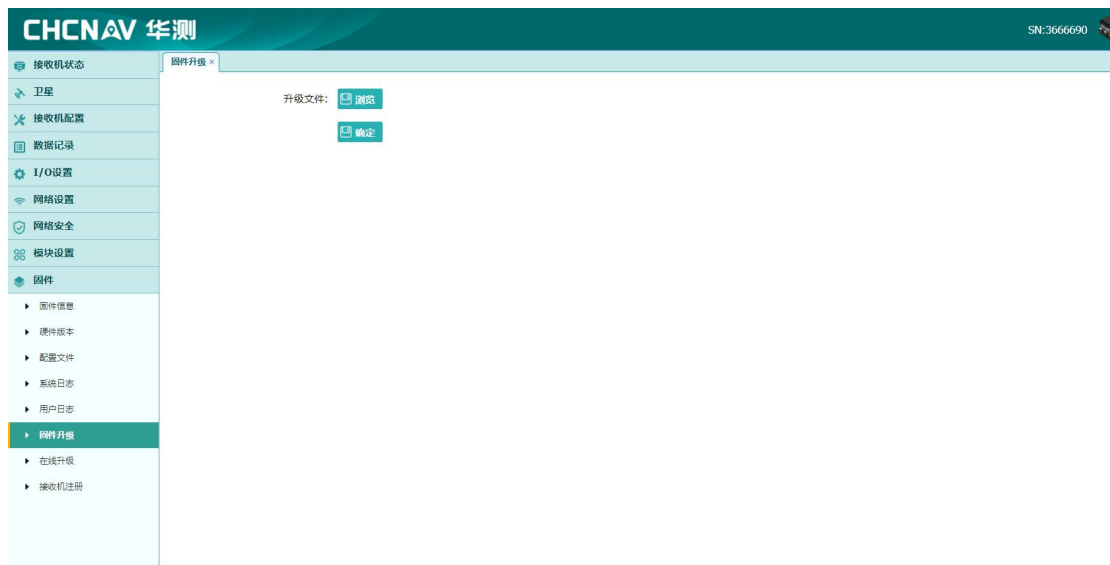 CHCNAV 华测
SN:3666690
接收机状态
卫星
接收机配置
数据记录
I/O设置
网络设置
网络安全
模块设置
固件
固件信息
硬件版本
配置文件
系统日志
用户日志
固件升级
在线升级
接收机注册
固件升级 ×
升级文件: 浏览
确定